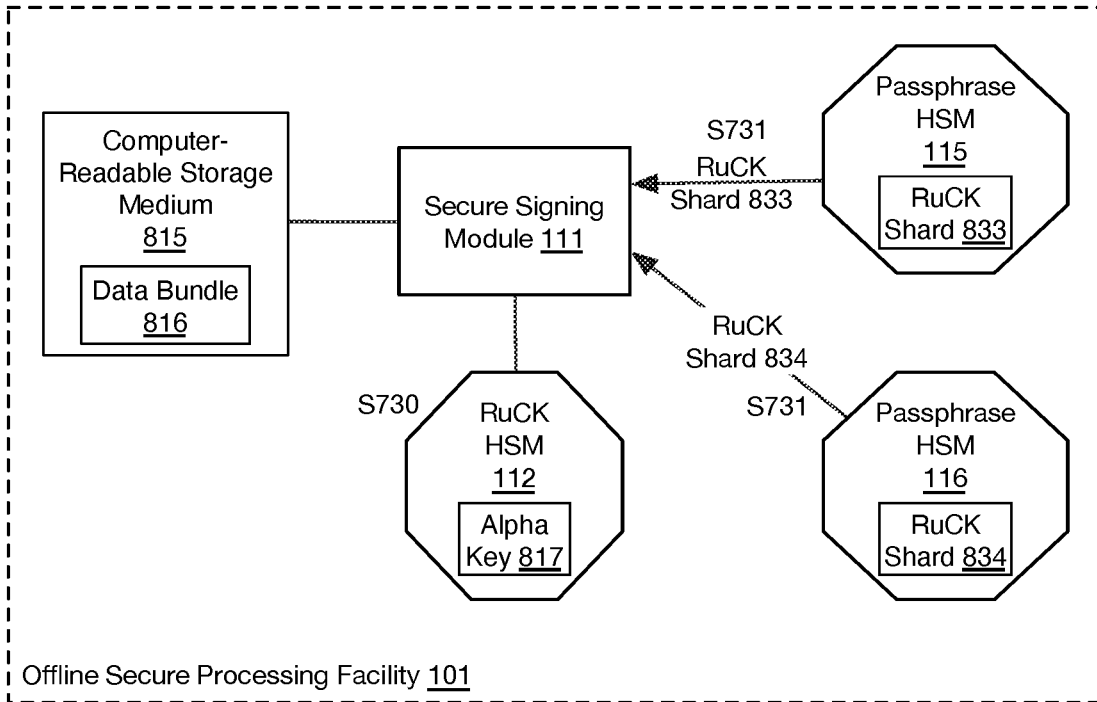 Computer-
Readable Storage
Medium
815
Data Bundle
816
Secure Signing
Module 111
S731
RuCK
Shard 833
Passphrase
HSM
115
RuCK
Shard 833
RuCK
Shard 834
S731
Passphrase
HSM
116
RuCK
Shard 834
S730
RuCK
HSM
112
Alpha
Key 817
Offline Secure Processing Facility 101